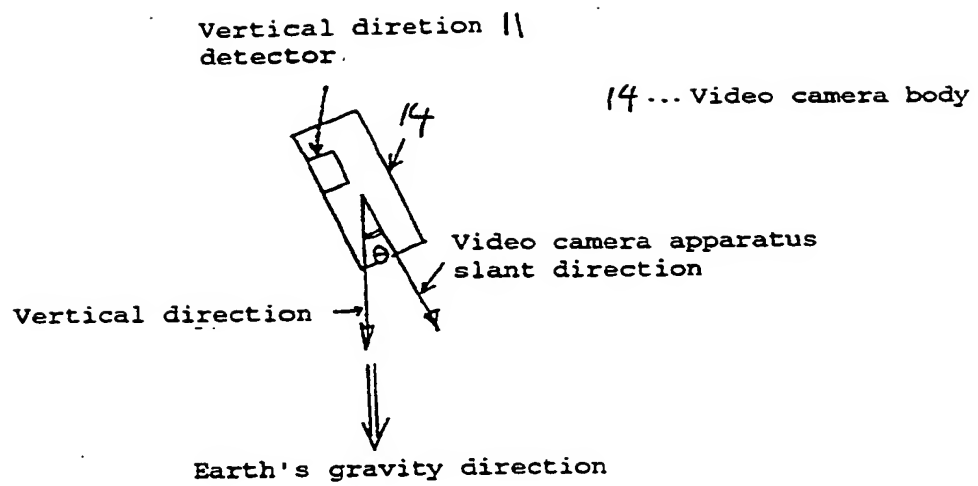 Vertical diretion 11
detector.
14
14 ... Video camera body
θ
Video camera apparatus
slant direction
Vertical direction
Earth's gravity direction